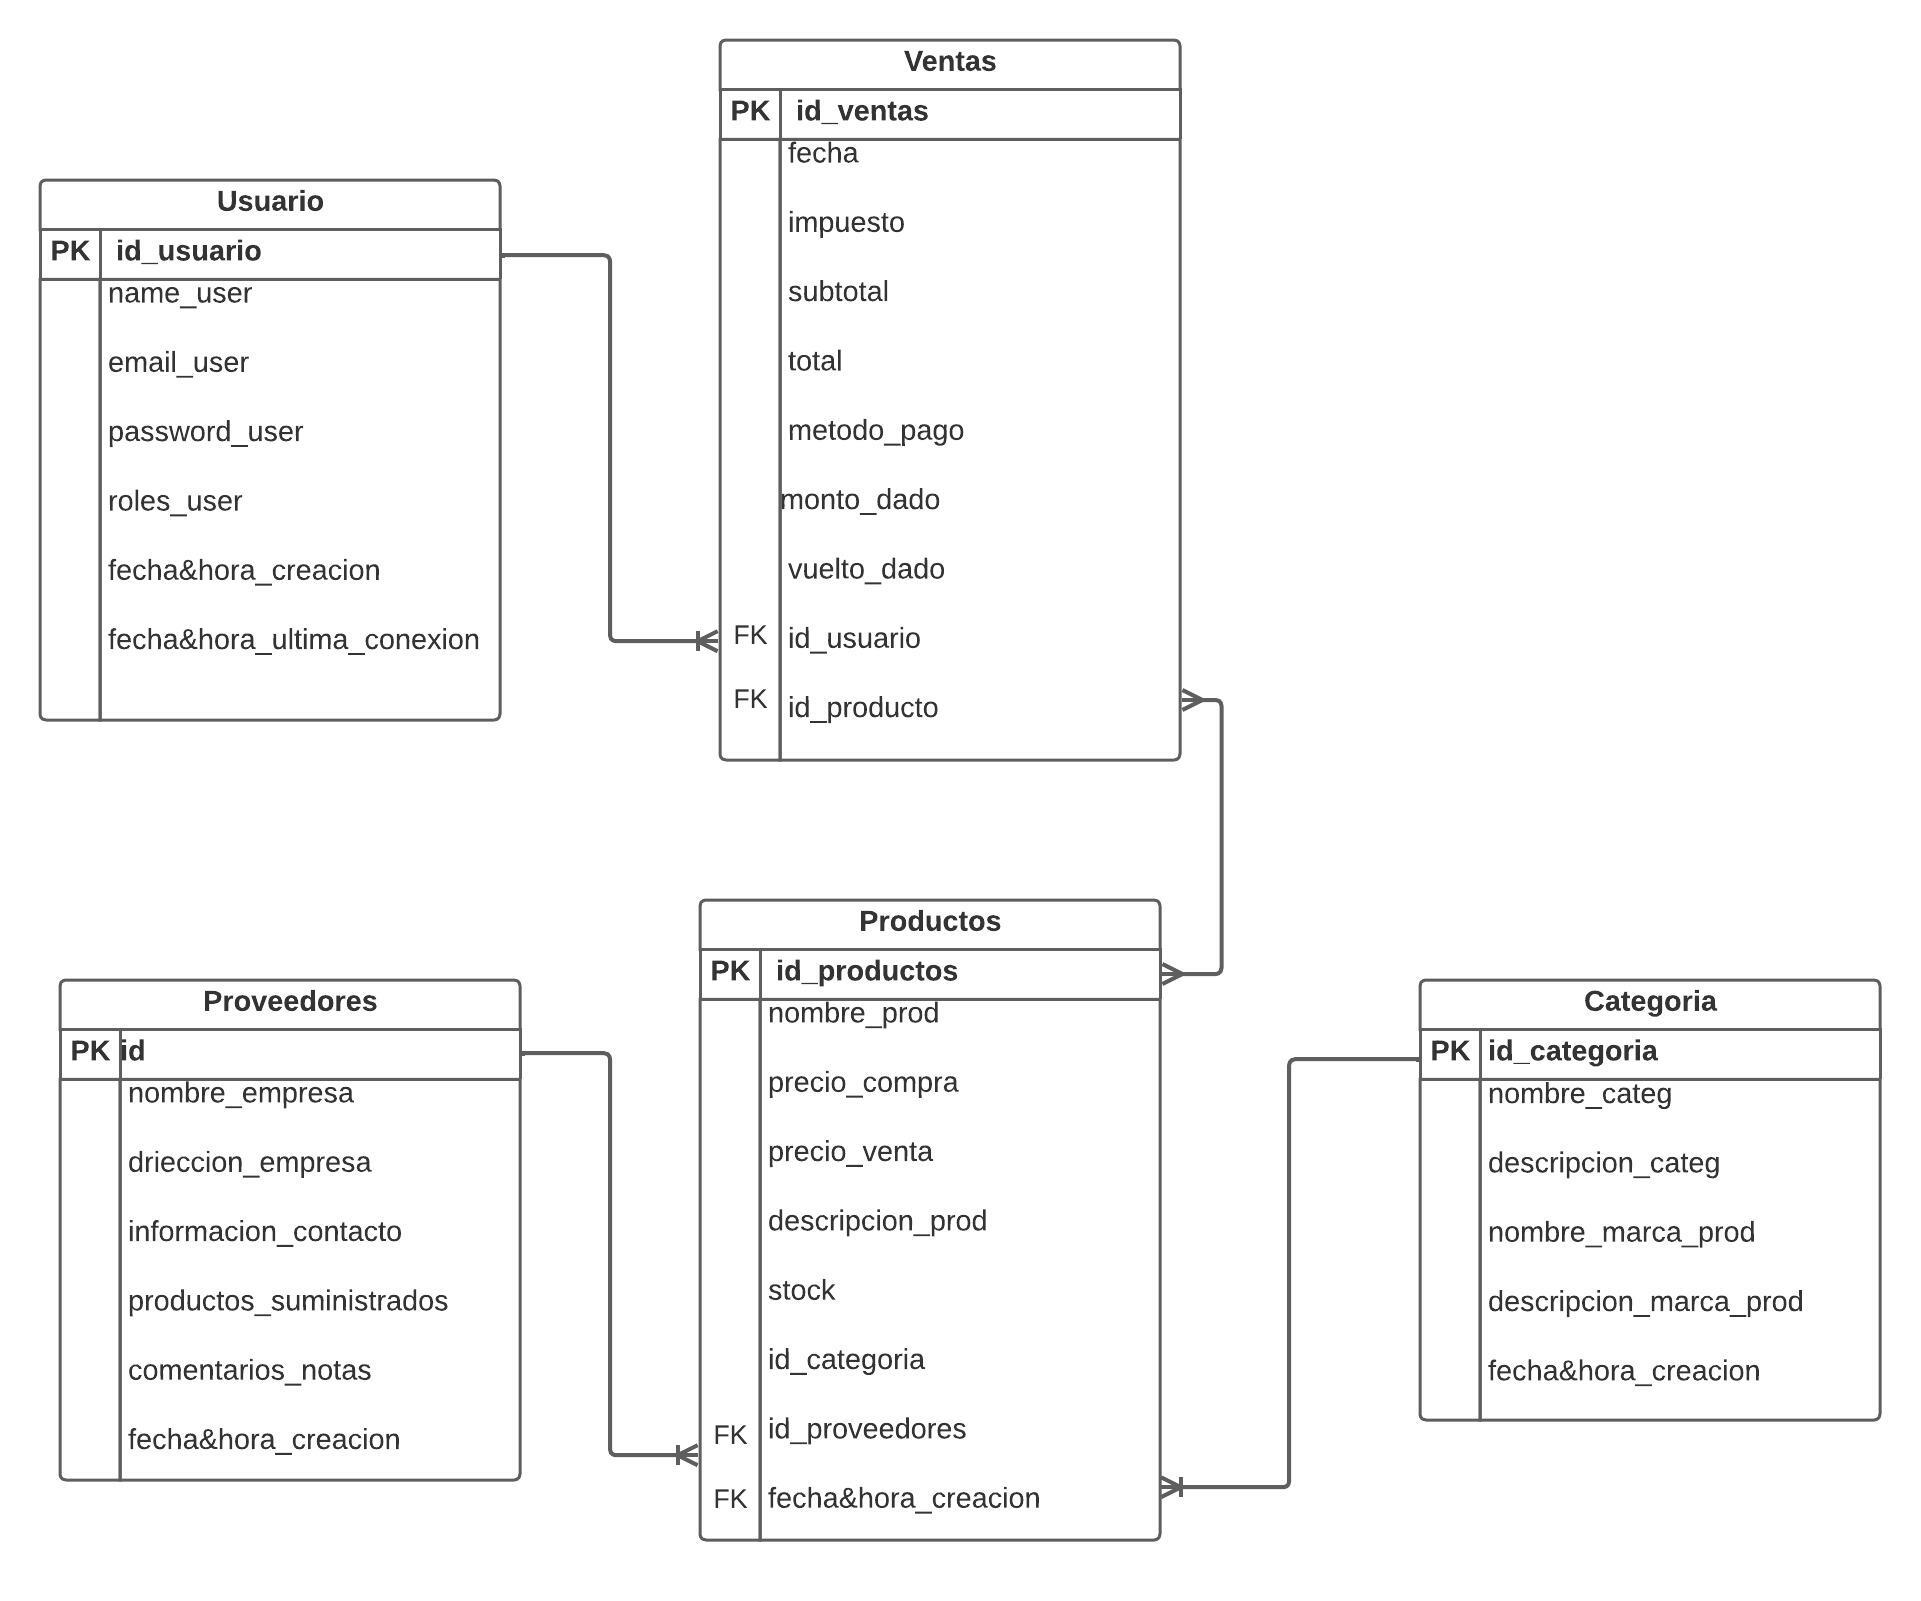 Ventas
PK id_ventas
fecha
impuesto
subtotal
total
metodo_pago
monto_dado
vuelto_dado
FK id_usuario
FK id_producto
Usuario
PK id_usuario
name_user
email_user
password_user
roles_user
fecha&hora_creacion
fecha&hora_ultima_conexion
Productos
PK id_productos
nombre_prod
precio_compra
precio_venta
descripcion_prod
stock
id_categoria
FK id_proveedores
FK fecha&hora_creacion
Proveedores
PK id
nombre_empresa
drieccion_empresa
informacion_contacto
productos_suministrados
comentarios_notas
fecha&hora_creacion
Categoria
PK id_categoria
nombre_categ
descripcion_categ
nombre_marca_prod
descripcion_marca_prod
fecha&hora_creacion